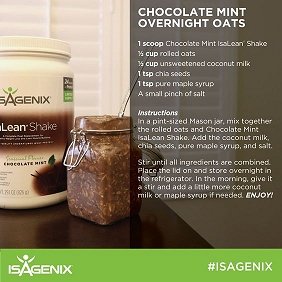 CHOCOLATE MINT
OVERNIGHT OATS
1 scoop Chocolate Mint IsaLean® Shake
½ cup rolled oats
½ cup unsweetened coconut milk
1 tsp chia seeds
1 tsp pure maple syrup
A small pinch of salt
Instructions
In a pint-sized Mason jar, mix together
the rolled oats and Chocolate Mint
IsaLean Shake. Add the coconut milk,
chia seeds, pure maple syrup, and salt.
Stir until all ingredients are combined.
Place the lid on and store overnight in
the refrigerator. In the morning, give it
a stir and add a little more coconut
milk or maple syrup if needed. ENJOY!
ISAGENIX
saLean® Shake
CHOCOLATE MINT
ISAGENIX
#ISAGENIX